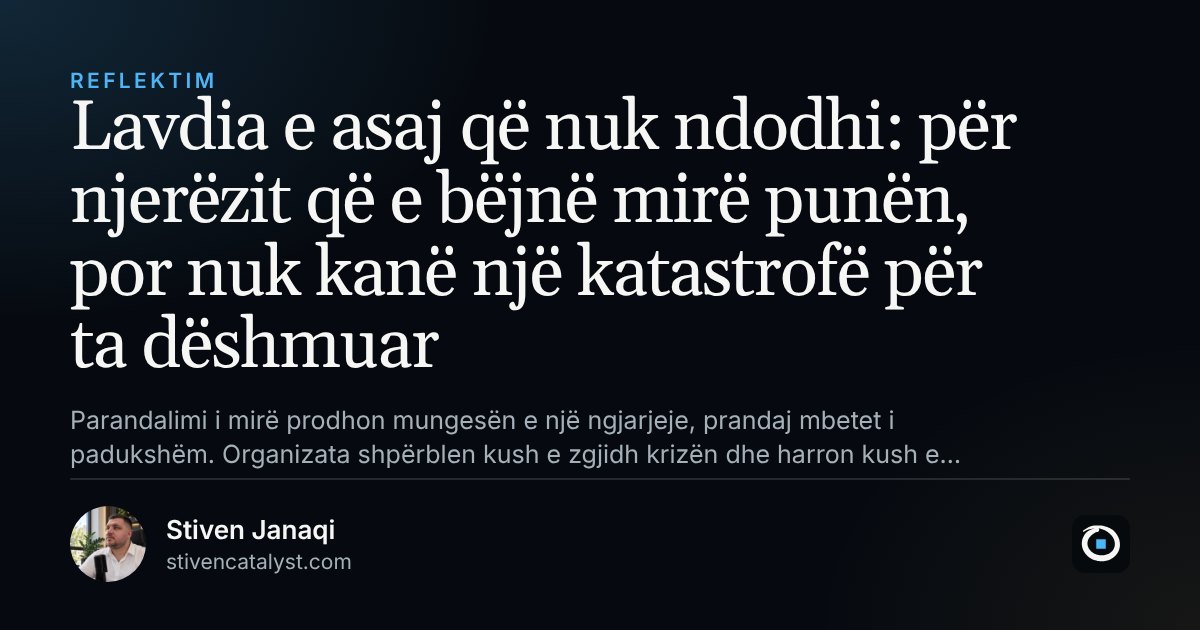 REFLEKTIM
Lavdia e asaj që nuk ndodhi: për
njerëzit që e bëjnë mirë punën,
por nuk kanë një katastrofë për
ta dëshmuar
Parandalimi i mirë prodhon mungesën e një ngjarjeje, prandaj mbetet i
padukshëm. Organizata shpërblen kush e zgjidh krizën dhe harron kush e...
Stiven Janaqi
stivencatalyst.com